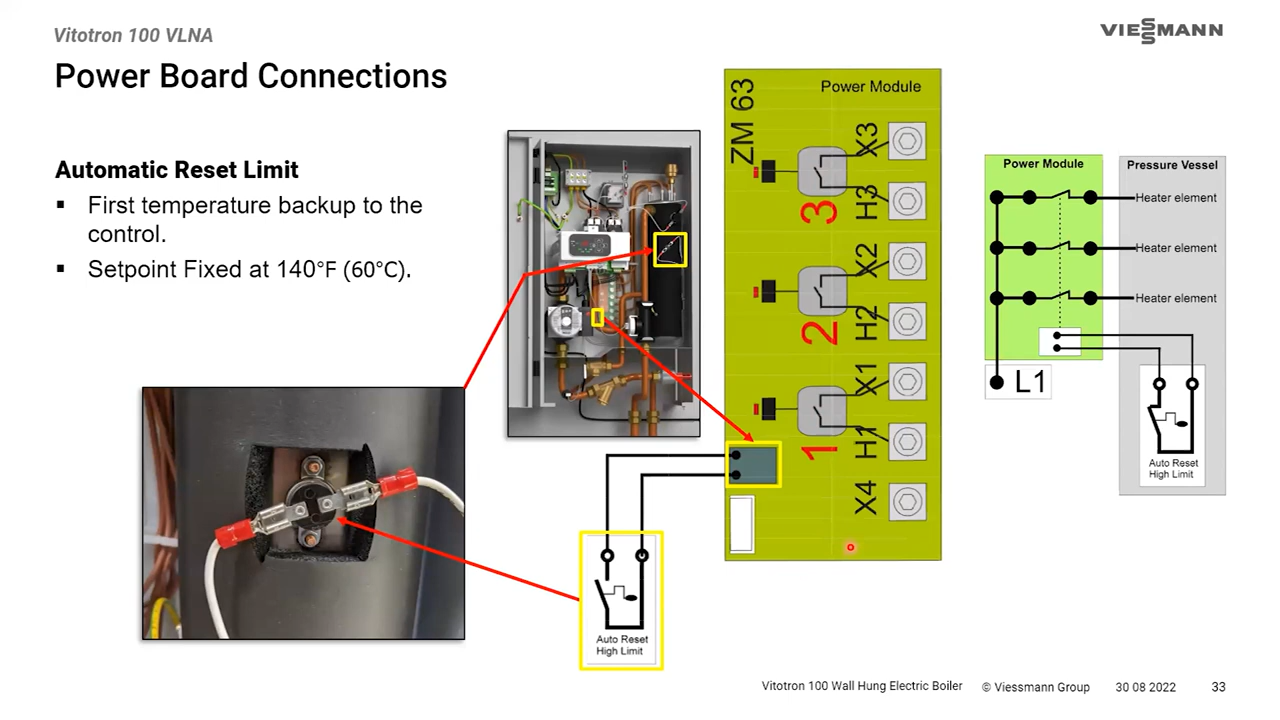 Vitotron 100 VLNA
VIESSMANN
Power Board Connections
Automatic Reset Limit
▪ First temperature backup to the
control.
▪ Setpoint Fixed at 140°F (60°C).
ZM 63
Power Module
X3
3
H3
X2
2
H2
X1
1
H1
X4
Auto Reset
High Limit
Power Module
Pressure Vessel
Heater element
Heater element
Heater element
L1
Auto Reset
High Limit
Vitotron 100 Wall Hung Electric Boiler
© Viessmann Group
30 08 2022
33